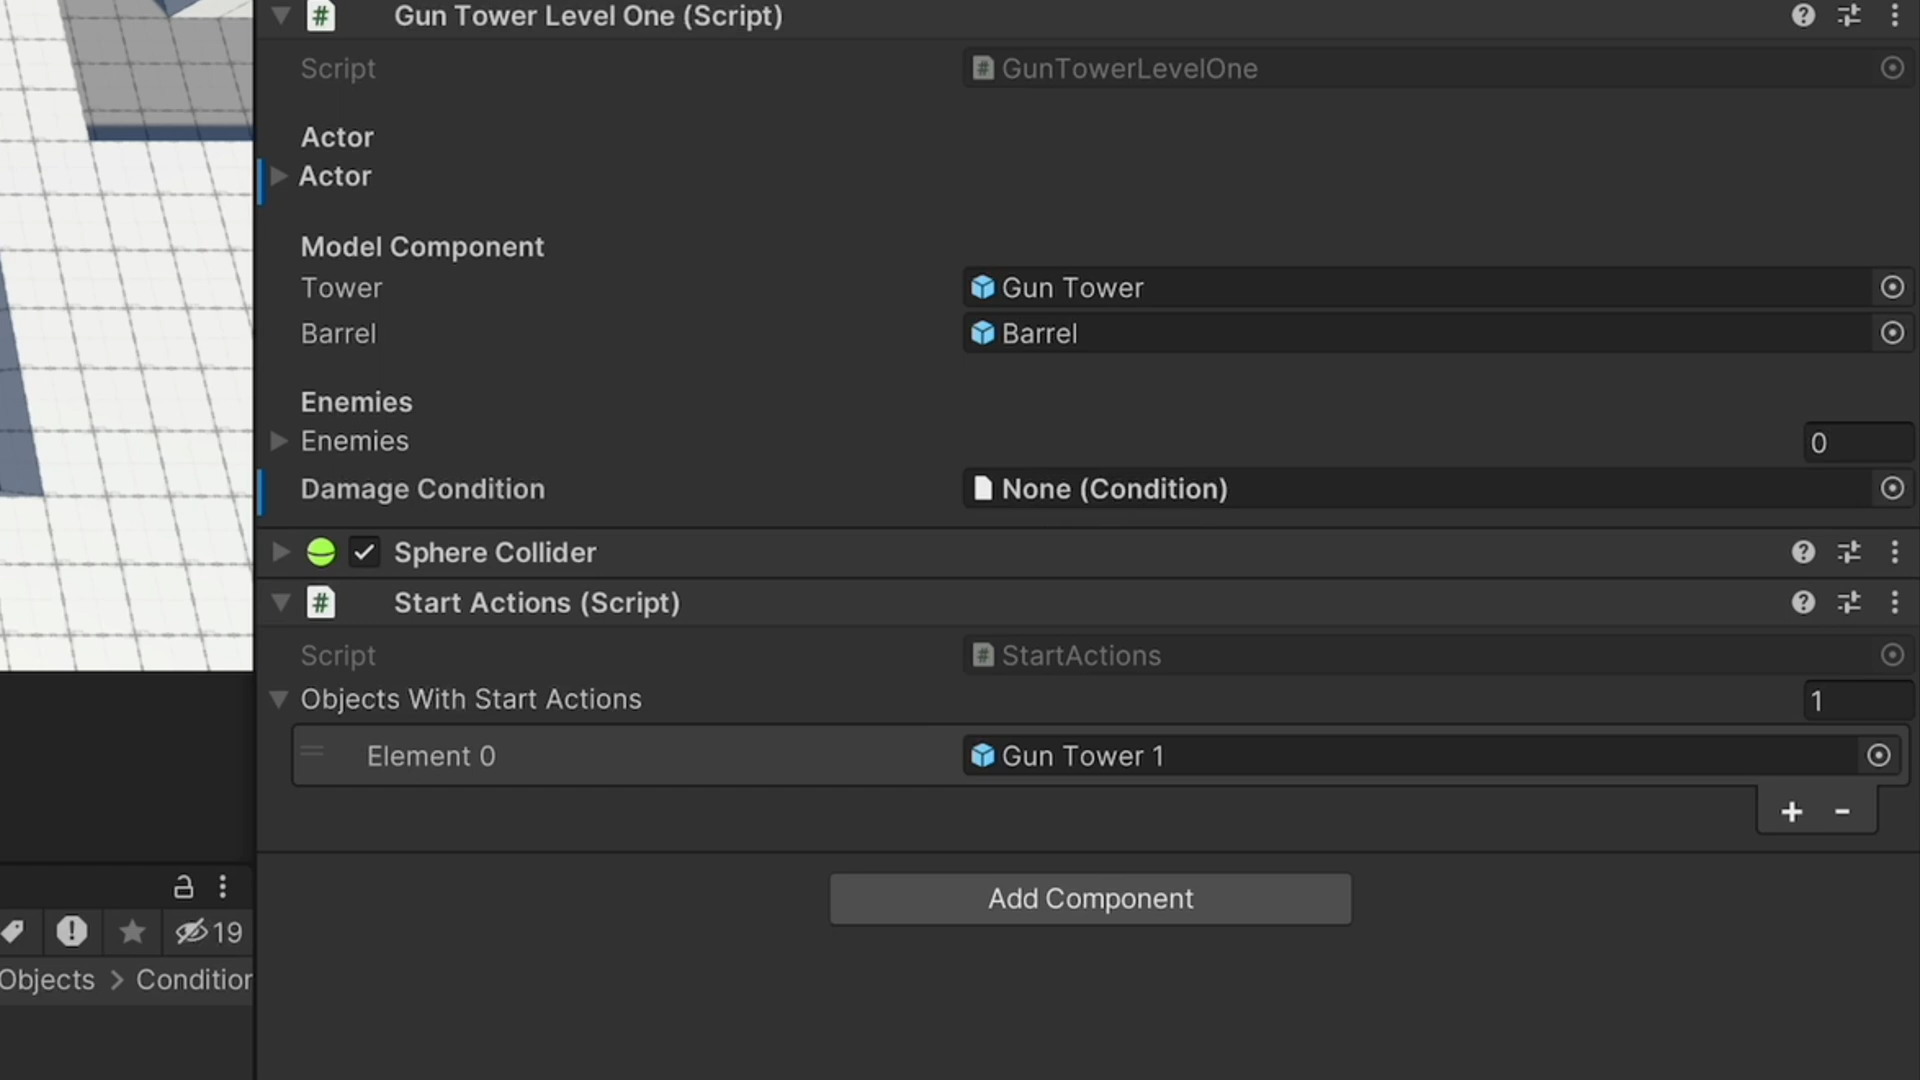 Gun Tower Level One (Script)
Script
GunTowerLevelOne
Actor
Actor
Model Component
Tower
Gun Tower
Barrel
Barrel
Enemies
Enemies
0
Damage Condition
None (Condition)
Sphere Collider
Start Actions (Script)
Script
StartActions
Objects With Start Actions
1
Element 0
Gun Tower 1
+ -
Add Component
19
Objects > Condition